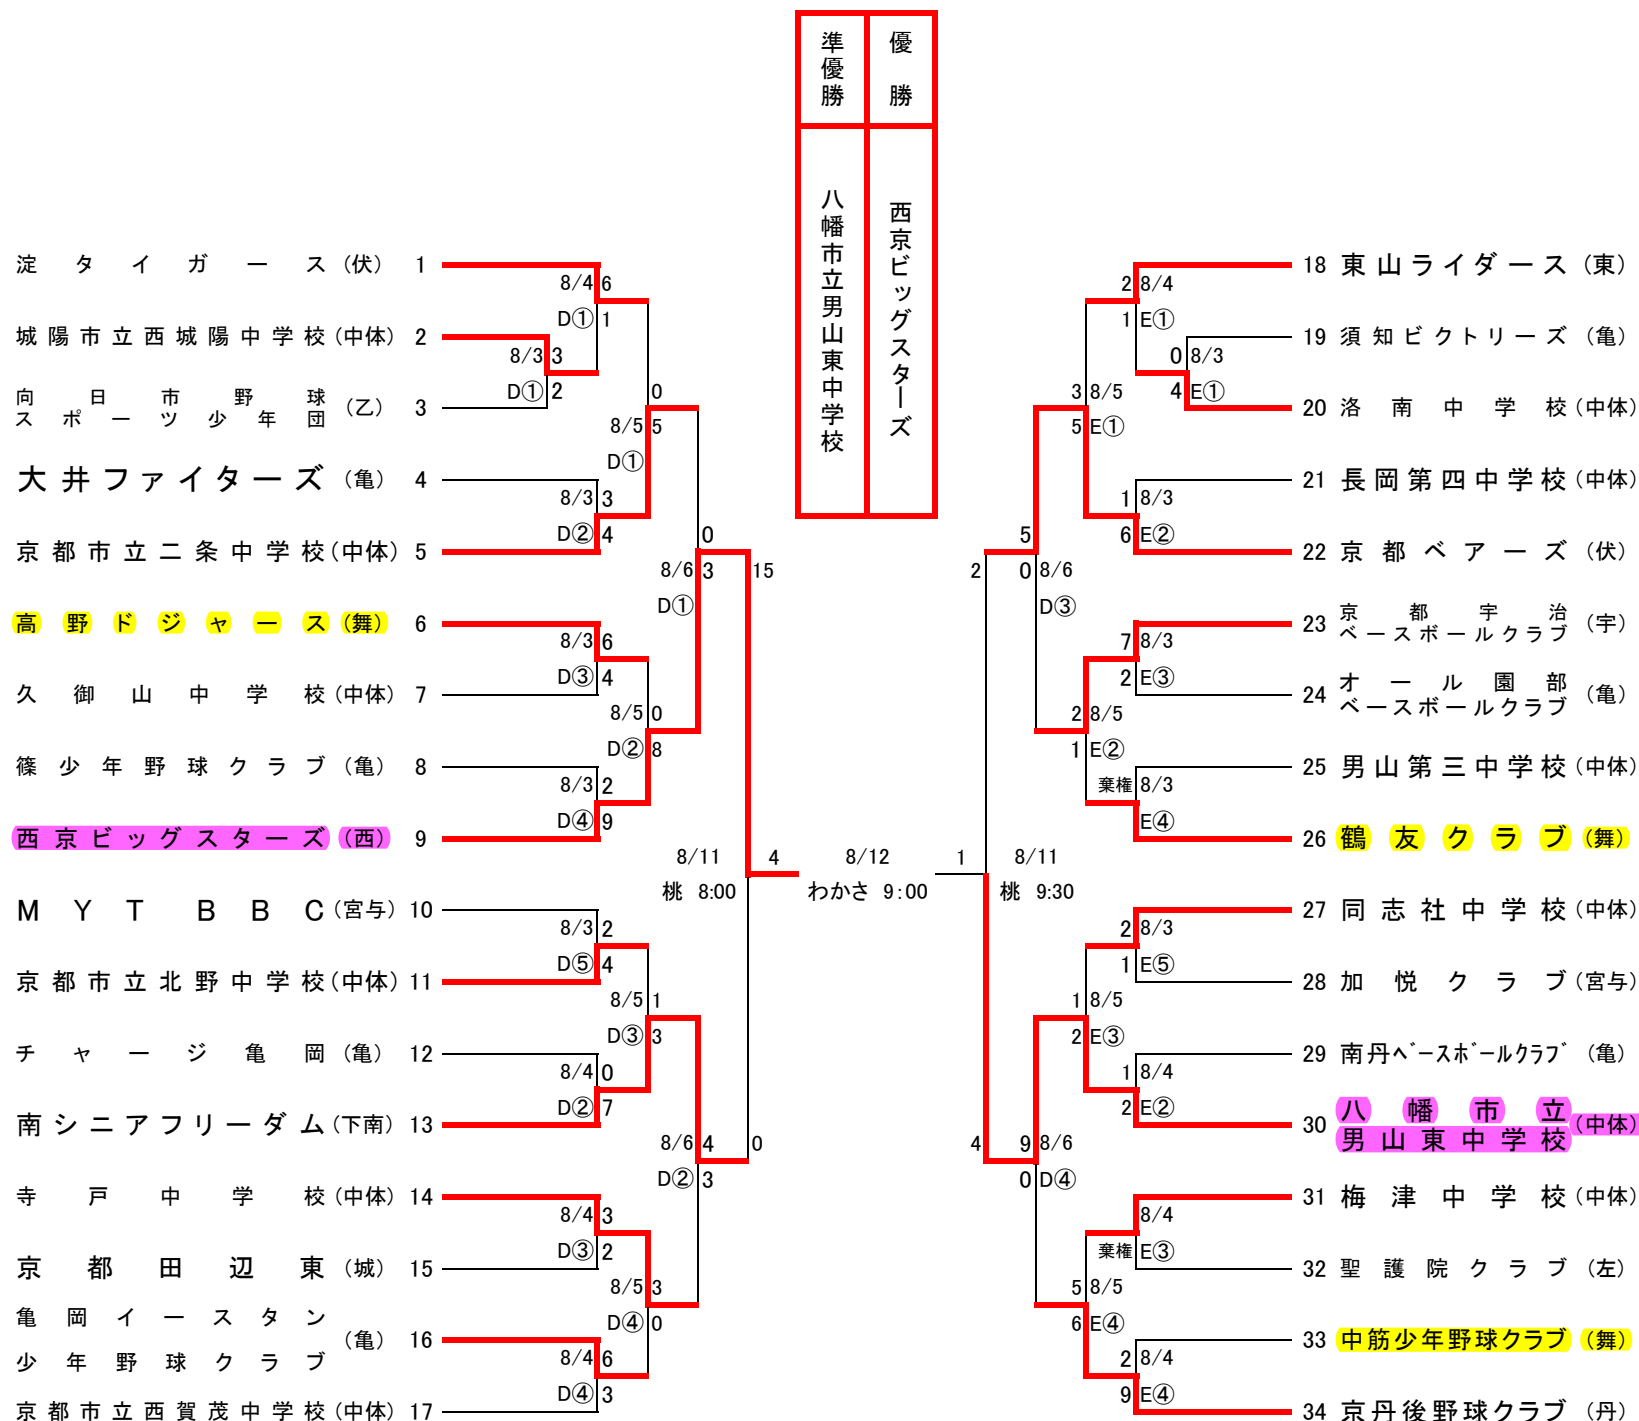 優勝
西京ビッグスターズ
準優勝
八幡市立男山東中学校
淀タイガース (伏) 1
8/4 6
D① 1
城陽市立西城陽中学校 (中体) 2
8/3 3
D① 2
向日市野球
スポーツ少年団 (乙) 3
0
8/5 5
D①
大井ファイターズ (亀) 4
8/3 3
D② 4
京都市立二条中学校 (中体) 5
0
8/6 3
D①
15
高野ドジャース (舞) 6
8/3 6
D③ 4
久御山中学校 (中体) 7
8/5 0
D② 8
篠少年野球クラブ (亀) 8
8/3 2
D④ 9
西京ビッグスターズ (西) 9
8/11
桃 8:00
4
8/12
わかさ 9:00
1
8/11
桃 9:30
MYT BBC (宮与) 10
8/3 2
D⑤ 4
京都市立北野中学校 (中体) 11
8/5 1
D③ 3
チャージ亀岡 (亀) 12
8/4 0
D② 7
南シニアフリーダム (下南) 13
8/6 4
D② 3
0
寺戸中学校 (中体) 14
8/4 3
D③ 2
京都田辺東 (城) 15
8/5 3
D④ 0
亀岡イースタン
少年野球クラブ (亀) 16
8/4 6
D④ 3
京都市立西賀茂中学校 (中体) 17
18 東山ライダース (東)
2 8/4
1 E①
19 須知ビクトリーズ (亀)
0 8/3
4 E①
20 洛南中学校 (中体)
3 8/5
5 E①
21 長岡第四中学校 (中体)
1 8/3
6 E②
22 京都ベアーズ (伏)
5
0 8/6
D③
2
23 京都宇治
ベースボールクラブ (宇)
7 8/3
2 E③
24 オール園部
ベースボールクラブ (亀)
2 8/5
1 E②
25 男山第三中学校 (中体)
棄権 8/3
E④
26 鶴友クラブ (舞)
27 同志社中学校 (中体)
2 8/3
1 E⑤
28 加悦クラブ (宮与)
1 8/5
2 E③
29 南丹ベースボールクラブ (亀)
1 8/4
2 E②
30 八幡市立
男山東中学校 (中体)
4
9 8/6
0 D④
31 梅津中学校 (中体)
8/4
棄権 E③
32 聖護院クラブ (左)
5 8/5
6 E④
33 中筋少年野球クラブ (舞)
2 8/4
9 E④
34 京丹後野球クラブ (丹)